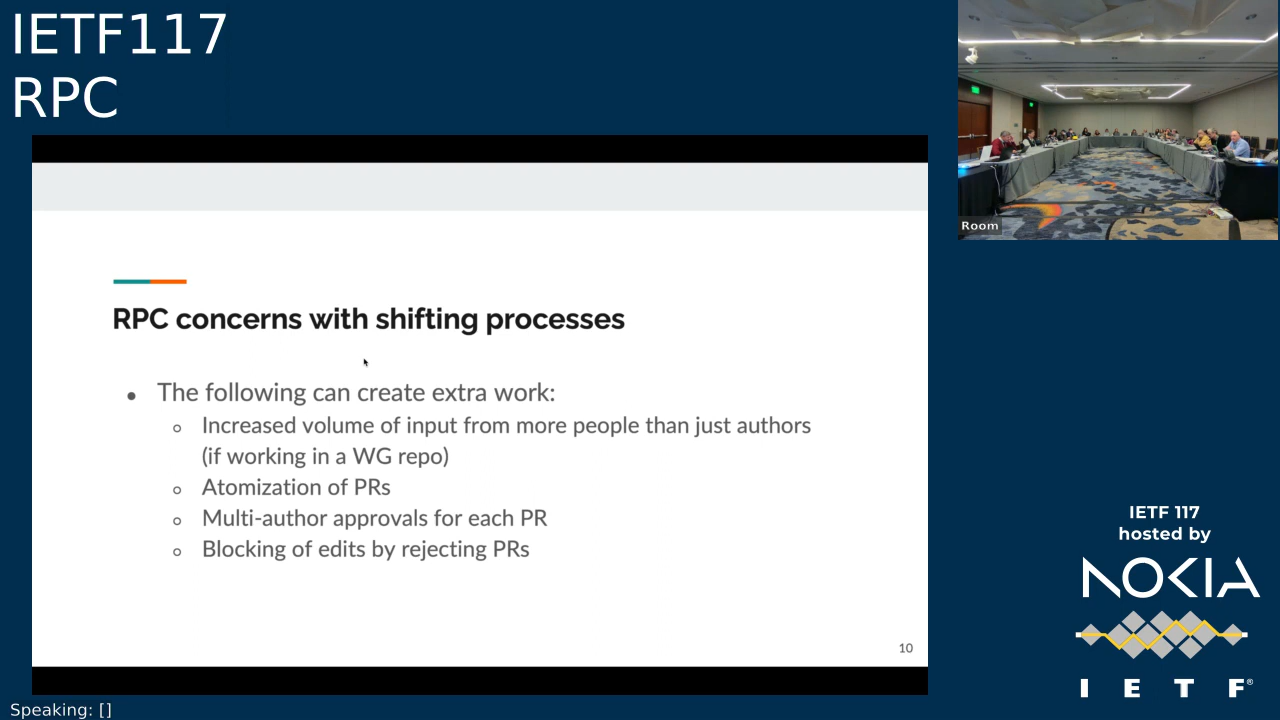 IETF117
RPC
Room
RPC concerns with shifting processes
● The following can create extra work:
○ Increased volume of input from more people than just authors
(if working in a WG repo)
○ Atomization of PRs
○ Multi-author approvals for each PR
○ Blocking of edits by rejecting PRs
10
IETF 117
hosted by
NOKIA
I E T F®
Speaking: []